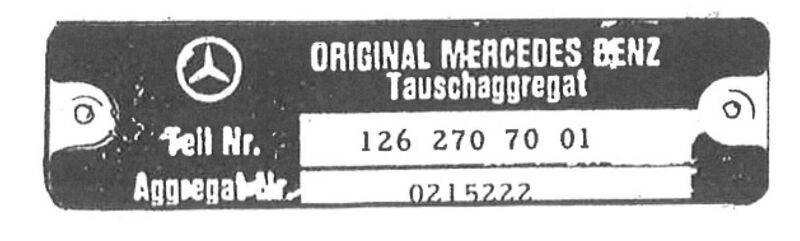 ORIGINAL MERCEDES BENZ
Tauschaggregat
Teil Nr. 126 270 70 01
Aggregat-Nr. 0215222